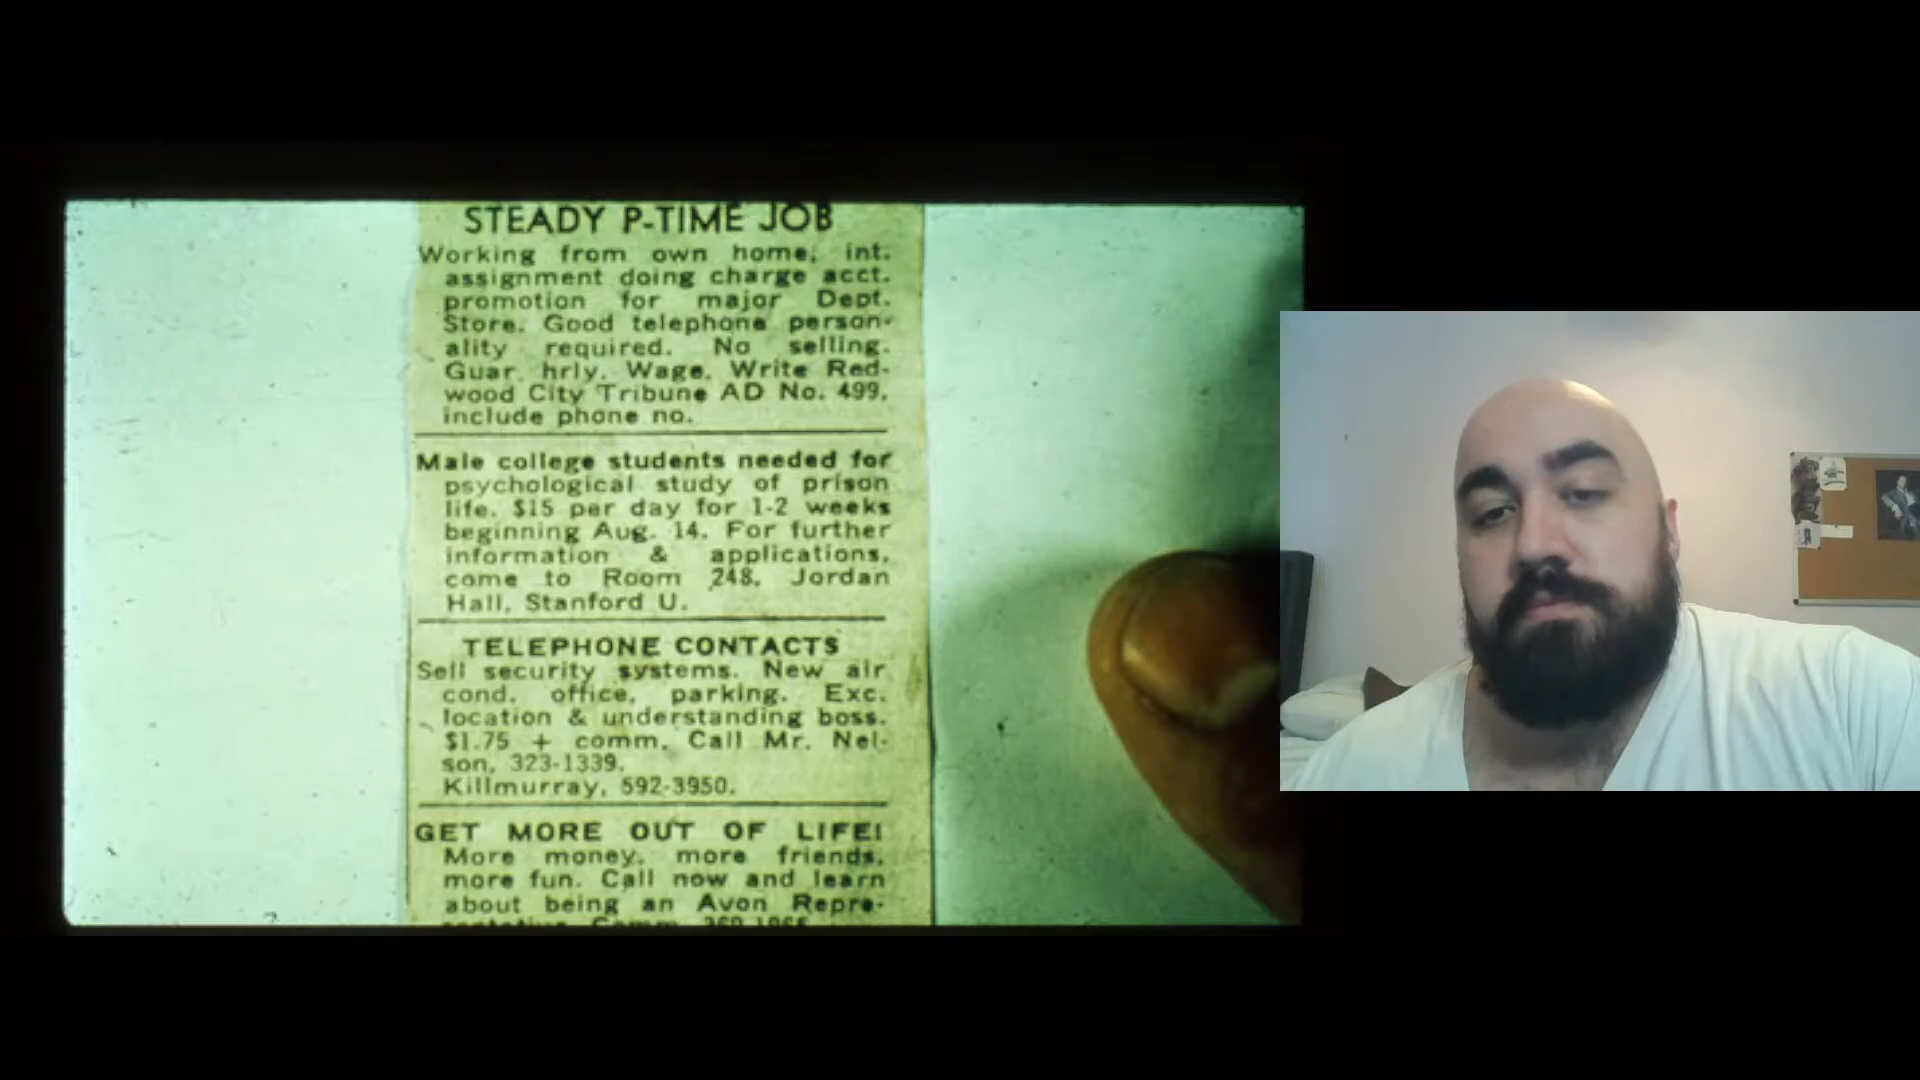 STEADY P-TIME JOB
Working from own home, int.
assignment doing charge acct.
promotion for major Dept.
Store. Good telephone person-
ality required. No selling.
Guar. hrly. Wage. Write Red-
wood City Tribune AD No. 499,
include phone no.
Male college students needed for
psychological study of prison
life. $15 per day for 1-2 weeks
beginning Aug. 14. For further
information & applications,
come to Room 248, Jordan
Hall, Stanford U.
TELEPHONE CONTACTS
Sell security systems. New air
cond. office, parking. Exc.
location & understanding boss.
$1.75 + comm. Call Mr. Nel-
son, 323-1339.
Killmurray, 592-3950.
GET MORE OUT OF LIFE!
More money, more friends,
more fun. Call now and learn
about being an Avon Repre-